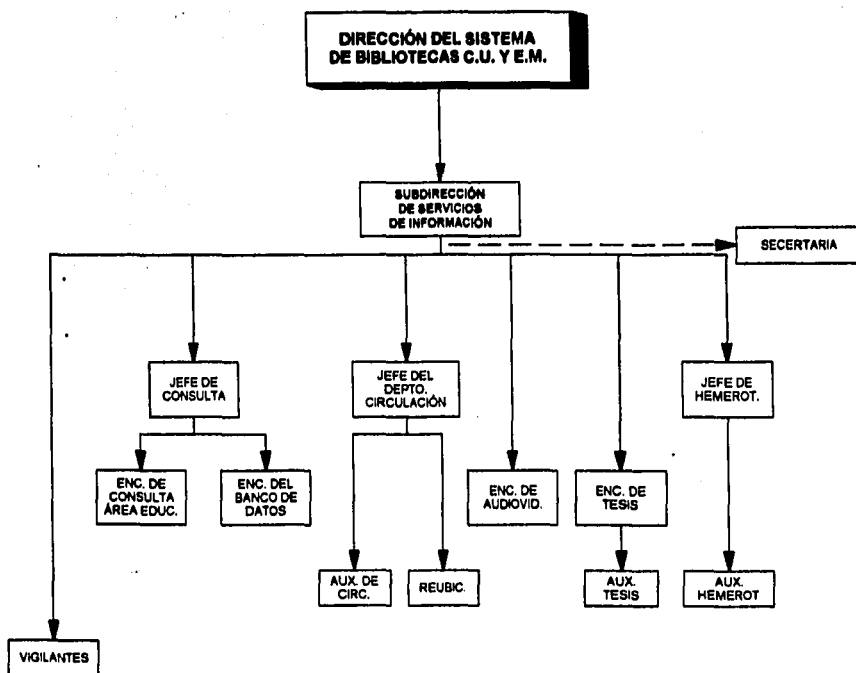 DIRECCIÓN DEL SISTEMA
DE BIBLIOTECAS C.U. Y E.M.
SUBDIRECCIÓN
DE SERVICIOS
DE INFORMACIÓN
SECERTARIA
JEFE DE
CONSULTA
JEFE DEL
DEPTO.
CIRCULACIÓN
JEFE DE
HEMEROT.
ENC. DE
CONSULTA
ÁREA EDUC.
ENC. DEL
BANCO DE
DATOS
ENC. DE
AUDIOVID.
ENC. DE
TESIS
AUX. DE
CIRC.
REUBIC.
AUX.
TESIS
AUX.
HEMEROT
VIGILANTES